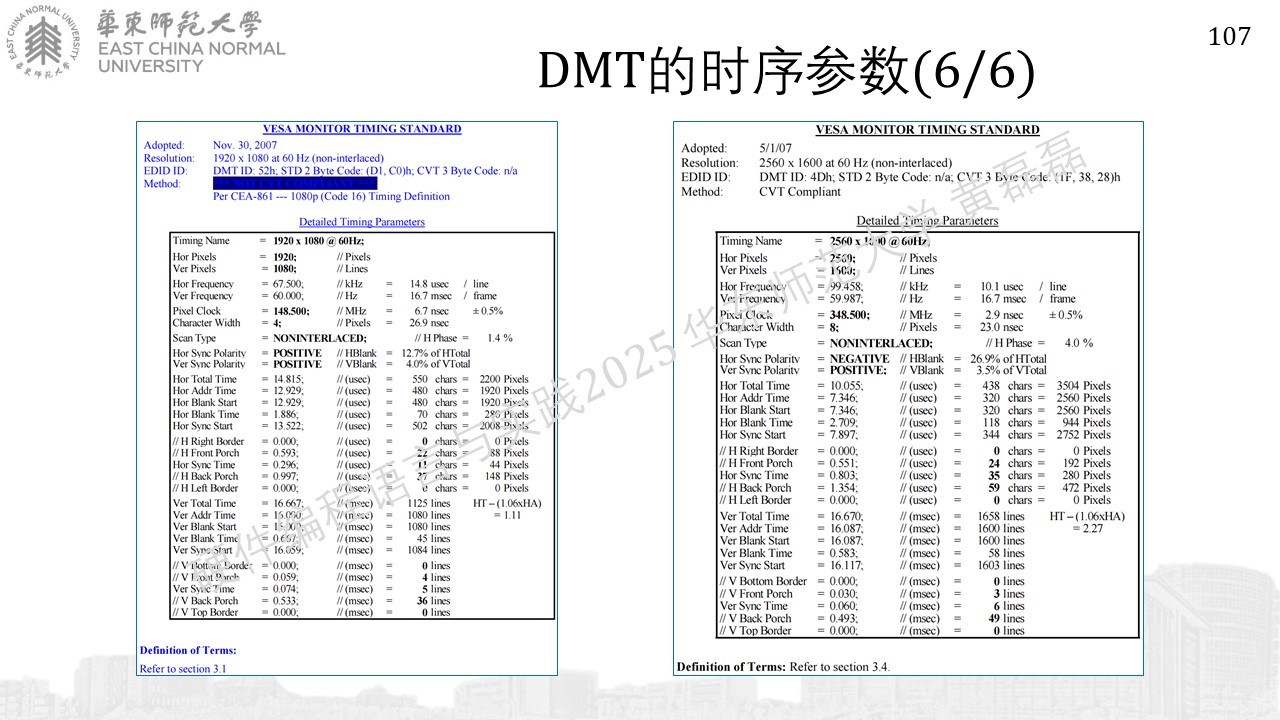 EAST CHINA NORMAL UNIVERSITY
華東師範大學
華東師範大學
EAST CHINA NORMAL
UNIVERSITY
107
DMT的时序参数(6/6)
VESA MONITOR TIMING STANDARD
Adopted: Nov. 30, 2007
Resolution: 1920 x 1080 at 60 Hz (non-interlaced)
EDID ID: DMT ID: 52h; STD 2 Byte Code: (D1, C0)h; CVT 3 Byte Code: n/a
Method:
Per CEA-861 --- 1080p (Code 16) Timing Definition
Detailed Timing Parameters
Timing Name = 1920 x 1080 @ 60Hz;
Hor Pixels = 1920; // Pixels
Ver Pixels = 1080; // Lines
Hor Frequency = 67.500; // kHz = 14.8 usec / line
Ver Frequency = 60.000; // Hz = 16.7 msec / frame
Pixel Clock = 148.500; // MHz = 6.7 nsec ± 0.5%
Character Width = 4; // Pixels = 26.9 nsec
Scan Type = NONINTERLACED; // H Phase = 1.4 %
Hor Sync Polarity = POSITIVE // HBlank = 12.7% of HTotal
Ver Sync Polarity = POSITIVE // VBlank = 4.0% of VTotal
Hor Total Time = 14.815; // (usec) = 550 chars = 2200 Pixels
Hor Addr Time = 12.929; // (usec) = 480 chars = 1920 Pixels
Hor Blank Start = 12.929; // (usec) = 480 chars = 1920 Pixels
Hor Blank Time = 1.886; // (usec) = 70 chars = 280 Pixels
Hor Sync Start = 13.522; // (usec) = 502 chars = 2008 Pixels
// H Right Border = 0.000; // (usec) = 0 chars = 0 Pixels
// H Front Porch = 0.593; // (usec) = 22 chars = 88 Pixels
Hor Sync Time = 0.296; // (usec) = 11 chars = 44 Pixels
// H Back Porch = 0.997; // (usec) = 37 chars = 148 Pixels
// H Left Border = 0.000; // (usec) = 0 chars = 0 Pixels
Ver Total Time = 16.667; // (msec) = 1125 lines HT – (1.06xHA)
Ver Addr Time = 16.000; // (msec) = 1080 lines = 1.11
Ver Blank Start = 16.000; // (msec) = 1080 lines
Ver Blank Time = 0.667; // (msec) = 45 lines
Ver Sync Start = 16.059; // (msec) = 1084 lines
// V Bottom Border = 0.000; // (msec) = 0 lines
// V Front Porch = 0.059; // (msec) = 4 lines
Ver Sync Time = 0.074; // (msec) = 5 lines
// V Back Porch = 0.533; // (msec) = 36 lines
// V Top Border = 0.000; // (msec) = 0 lines
Definition of Terms:
Refer to section 3.1
VESA MONITOR TIMING STANDARD
Adopted: 5/1/07
Resolution: 2560 x 1600 at 60 Hz (non-interlaced)
EDID ID: DMT ID: 4Dh; STD 2 Byte Code: n/a; CVT 3 Byte Code: (1F, 38, 28)h
Method: CVT Compliant
Detailed Timing Parameters
Timing Name = 2560 x 1600 @ 60Hz;
Hor Pixels = 2560; // Pixels
Ver Pixels = 1600; // Lines
Hor Frequency = 99.458; // kHz = 10.1 usec / line
Ver Frequency = 59.987; // Hz = 16.7 msec / frame
Pixel Clock = 348.500; // MHz = 2.9 nsec ± 0.5%
Character Width = 8; // Pixels = 23.0 nsec
Scan Type = NONINTERLACED; // H Phase = 4.0 %
Hor Sync Polarity = NEGATIVE // HBlank = 26.9% of HTotal
Ver Sync Polarity = POSITIVE; // VBlank = 3.5% of VTotal
Hor Total Time = 10.055; // (usec) = 438 chars = 3504 Pixels
Hor Addr Time = 7.346; // (usec) = 320 chars = 2560 Pixels
Hor Blank Start = 7.346; // (usec) = 320 chars = 2560 Pixels
Hor Blank Time = 2.709; // (usec) = 118 chars = 944 Pixels
Hor Sync Start = 7.897; // (usec) = 344 chars = 2752 Pixels
// H Right Border = 0.000; // (usec) = 0 chars = 0 Pixels
// H Front Porch = 0.551; // (usec) = 24 chars = 192 Pixels
Hor Sync Time = 0.803; // (usec) = 35 chars = 280 Pixels
// H Back Porch = 1.354; // (usec) = 59 chars = 472 Pixels
// H Left Border = 0.000; // (usec) = 0 chars = 0 Pixels
Ver Total Time = 16.670; // (msec) = 1658 lines HT – (1.06xHA)
Ver Addr Time = 16.087; // (msec) = 1600 lines = 2.27
Ver Blank Start = 16.087; // (msec) = 1600 lines
Ver Blank Time = 0.583; // (msec) = 58 lines
Ver Sync Start = 16.117; // (msec) = 1603 lines
// V Bottom Border = 0.000; // (msec) = 0 lines
// V Front Porch = 0.030; // (msec) = 3 lines
Ver Sync Time = 0.060; // (msec) = 6 lines
// V Back Porch = 0.493; // (msec) = 49 lines
// V Top Border = 0.000; // (msec) = 0 lines
Definition of Terms: Refer to section 3.4.
硬件编程语言与实践2025 华东师范大学 黄磊磊